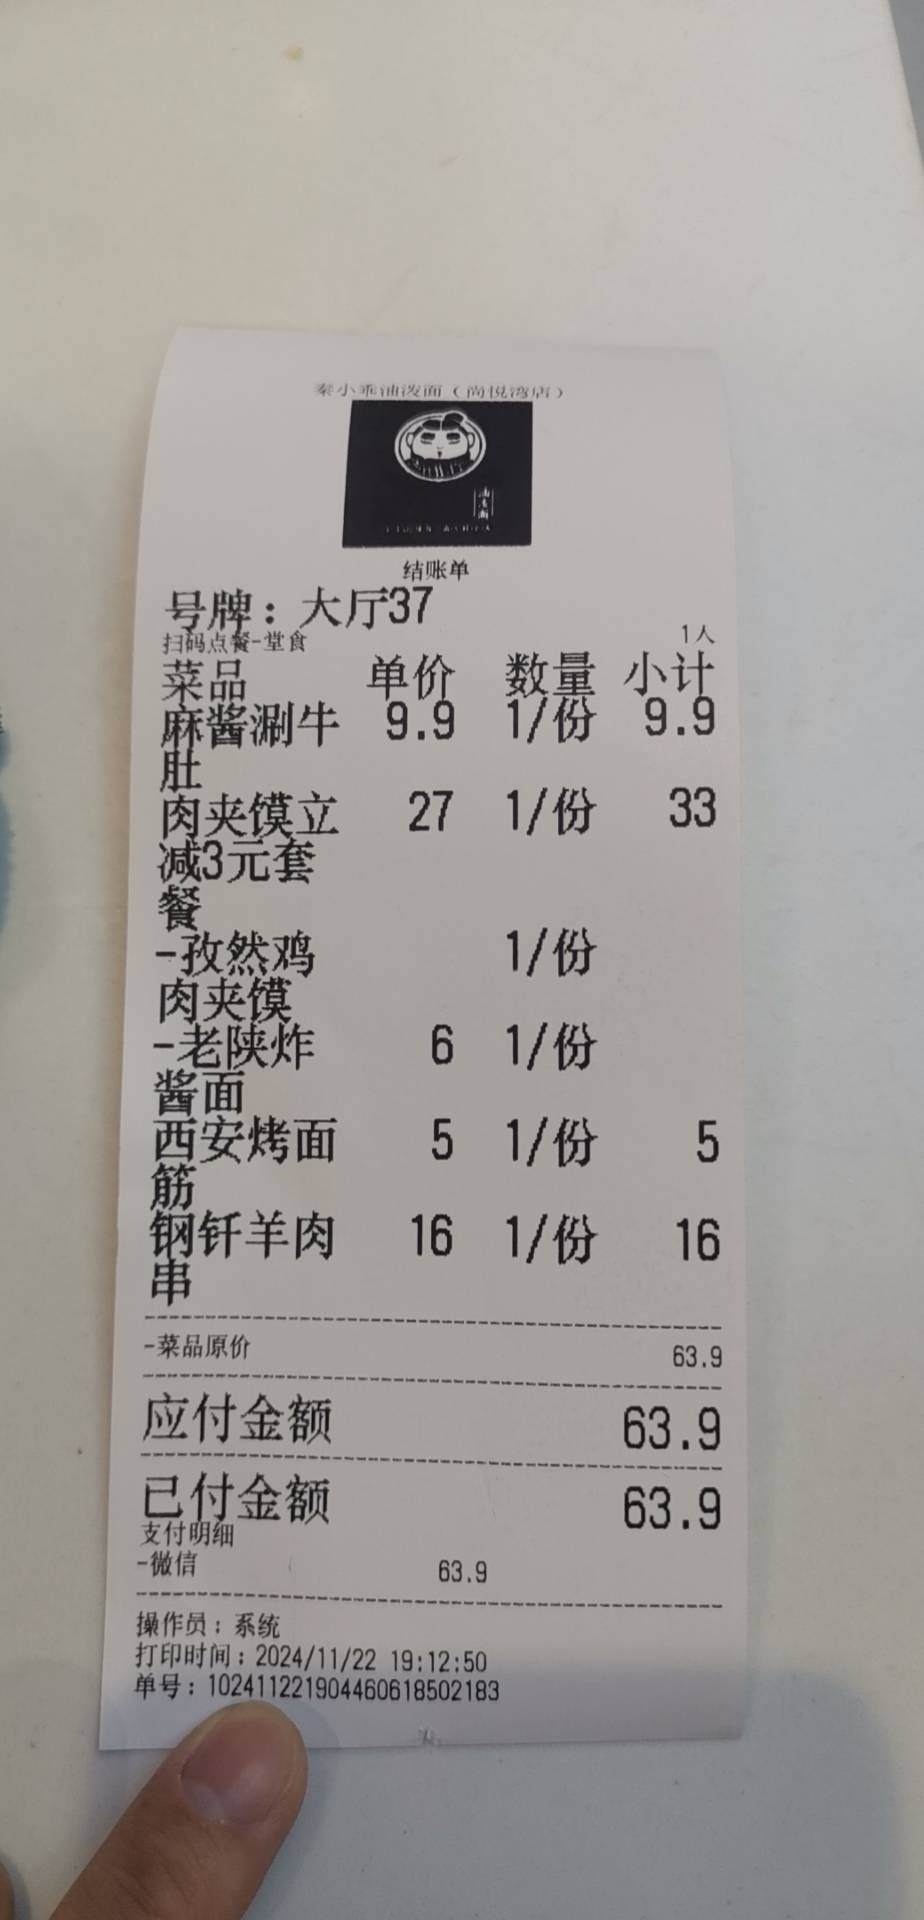 秦小乖油泼面（尚悦湾店）
油泼面
结账单
号牌：大厅37
扫码点餐-堂食 1人
菜品 单价 数量 小计
麻酱涮牛 9.9 1/份 9.9
肚
肉夹馍立 27 1/份 33
减3元套
餐
-孜然鸡 1/份
肉夹馍
-老陕炸 6 1/份
酱面
西安烤面 5 1/份 5
筋
钢钎羊肉 16 1/份 16
串
-菜品原价 63.9
应付金额 63.9
已付金额 63.9
支付明细
-微信 63.9
操作员：系统
打印时间：2024/11/22 19:12:50
单号：102411221904460618502183